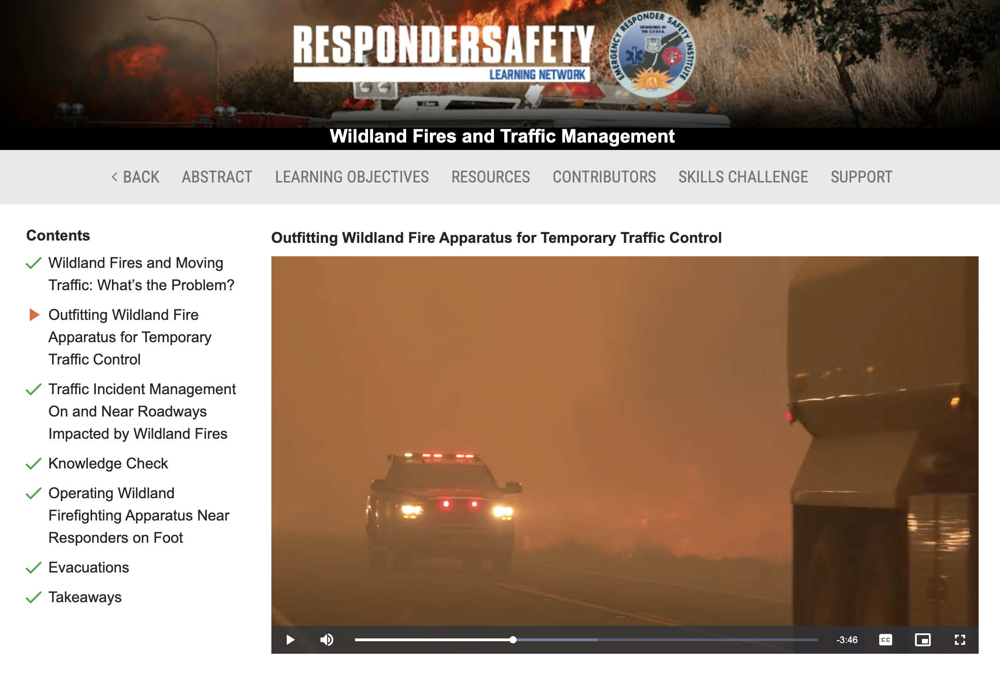 RESPONDERSAFETY
LEARNING NETWORK
EMERGENCY RESPONDER SAFETY INSTITUTE
SPONSORED BY
THE C.V.V.F.A.
Wildland Fires and Traffic Management
BACK ABSTRACT LEARNING OBJECTIVES RESOURCES CONTRIBUTORS SKILLS CHALLENGE SUPPORT
Contents
Wildland Fires and Moving
Traffic: What’s the Problem?
Outfitting Wildland Fire
Apparatus for Temporary
Traffic Control
Traffic Incident Management
On and Near Roadways
Impacted by Wildland Fires
Knowledge Check
Operating Wildland
Firefighting Apparatus Near
Responders on Foot
Evacuations
Takeaways
Outfitting Wildland Fire Apparatus for Temporary Traffic Control
-3:46
CC